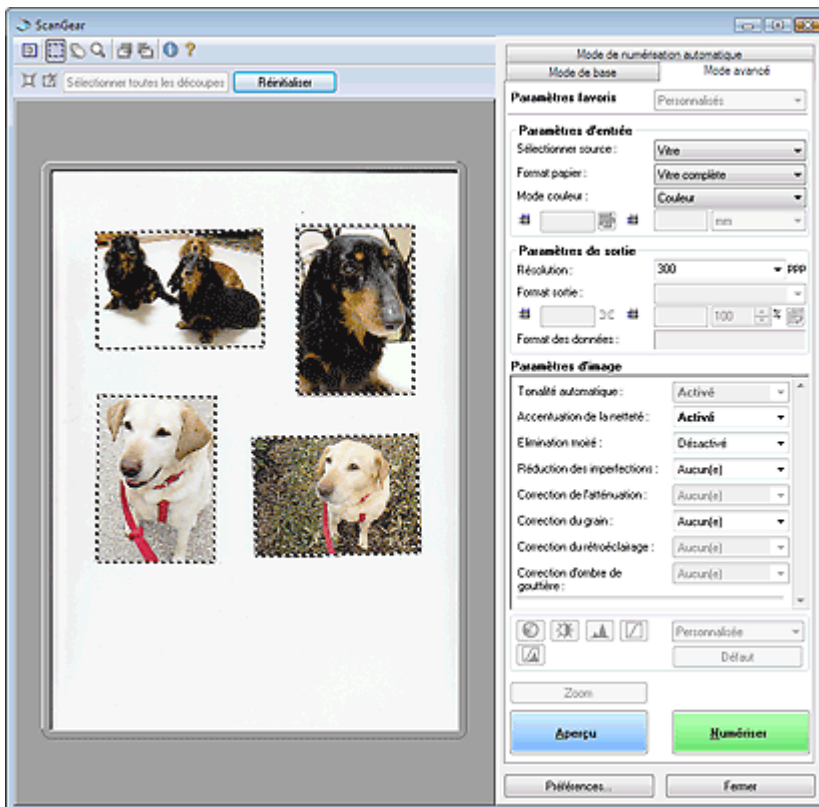 ScanGear
Sélectionner toutes les découpes Réinitialiser
Mode de numérisation automatique
Mode de base Mode avancé
Paramètres favoris Personnalisés
Paramètres d'entrée
Sélectionner source : Vitre
Format papier : Vitre complète
Mode couleur : Couleur
mm
Paramètres de sortie
Résolution : 300 PPP
Format sortie :
100 %
Format des données :
Paramètres d'image
Tonalité automatique : Activé
Accentuation de la netteté : Activé
Elimination moiré : Désactivé
Réduction des imperfections : Aucun(e)
Correction de l'atténuation : Aucun(e)
Correction du grain : Aucun(e)
Correction du rétroéclairage : Aucun(e)
Correction d'ombre de
gouttière : Aucun(e)
Personnalisée
Défaut
Zoom
Aperçu Numériser
Préférences... Fermer